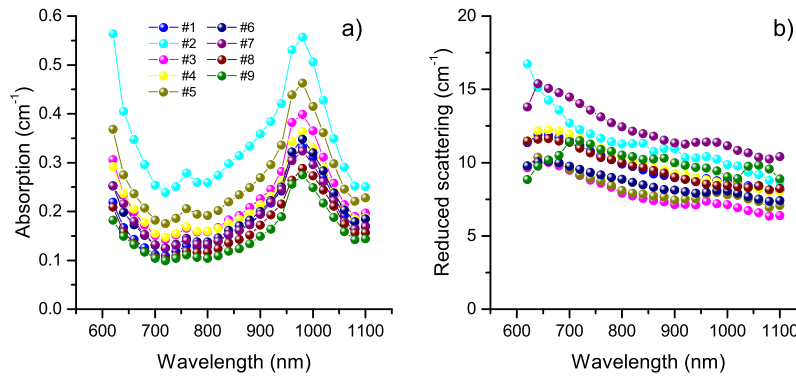 a)
#1 #6
#2 #7
#3 #8
#4 #9
#5
0.6
0.5
0.4
0.3
0.2
0.1
0.0
Absorption (cm⁻¹)
600 700 800 900 1000 1100
Wavelength (nm)
b)
20
15
10
5
0
Reduced scattering (cm⁻¹)
600 700 800 900 1000 1100
Wavelength (nm)